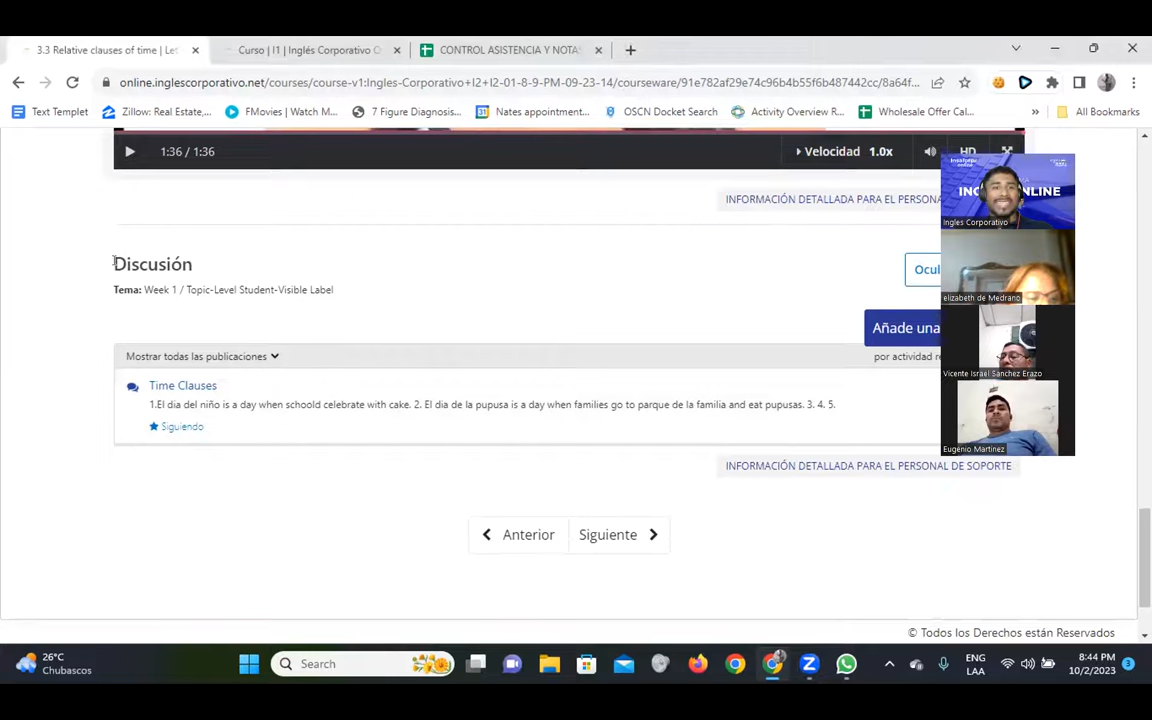 3.3 Relative clauses of time | Let
Curso | I1 | Inglés Corporativo O
CONTROL ASISTENCIA Y NOTAS
online.inglescorporativo.net/courses/course-v1:Ingles-Corporativo+I2+I2-01-8-9-PM-09-23-14/courseware/91e782af29e74c96b4b55f6b487442cc/8a64f...
Text Templet
Zillow: Real Estate,...
FMovies | Watch M...
7 Figure Diagnosis...
Nates appointment...
OSCN Docket Search
Activity Overview R...
Wholesale Offer Cal...
All Bookmarks
1:36 / 1:36
Velocidad 1.0x
HD
INFORMACIÓN DETALLADA PARA EL PERSONA
ONLINE
Ingles Corporativo
elizabeth de Medrano
Vicente Israel Sanchez Erazo
Eugenio Martinez
Discusión
Ocul
Tema: Week 1 / Topic-Level Student-Visible Label
Añade una
Mostrar todas las publicaciones
por actividad re
Time Clauses
1.El dia del niño is a day when schoold celebrate with cake. 2. El dia de la pupusa is a day when families go to parque de la familia and eat pupusas. 3. 4. 5.
Siguiendo
INFORMACIÓN DETALLADA PARA EL PERSONAL DE SOPORTE
Anterior
Siguiente
© Todos los Derechos están Reservados
26°C
Chubascos
Search
ENG
LAA
8:44 PM
10/2/2023
3